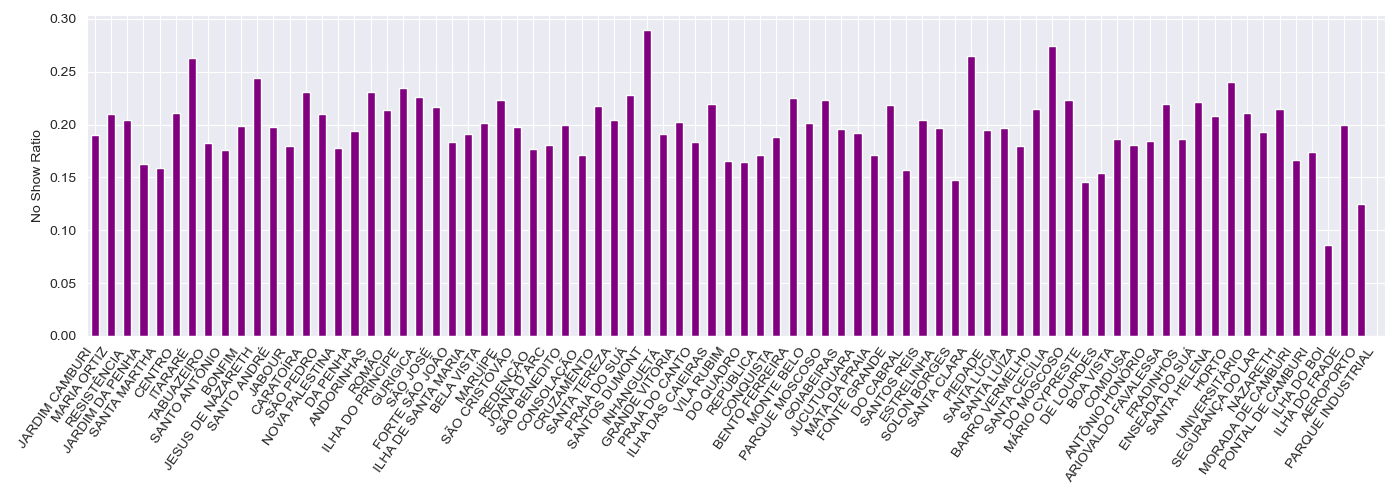 0.30
0.25
0.20
0.15
0.10
0.05
0.00
No Show Ratio
JARDIM CAMBURI
MARIA ORTIZ
RESISTÊNCIA
JARDIM DA PENHA
SANTA MARTHA
CENTRO
ITARARÉ
TABUAZEIRO
SANTO ANTÔNIO
BONFIM
JESUS DE NAZARETH
SANTO ANDRÉ
JABOUR
CARATOÍRA
SÃO PEDRO
NOVA PALESTINA
DA PENHA
ANDORINHAS
ROMÃO
ILHA DO PRÍNCIPE
GURIGICA
SÃO JOSÉ
FORTE SÃO JOÃO
ILHA DE SANTA MARIA
BELA VISTA
MARUÍPE
SÃO CRISTÓVÃO
REDENÇÃO
JOANA D'ARC
SÃO BENEDITO
CONSOLAÇÃO
CRUZAMENTO
SANTA TEREZA
PRAIA DO SUÁ
SANTOS DUMONT
INHANGUETÁ
GRANDE VITÓRIA
PRAIA DO CANTO
ILHA DAS CAIEIRAS
VILA RUBIM
DO QUADRO
REPÚBLICA
CONQUISTA
BENTO FERREIRA
MONTE BELO
PARQUE MOSCOSO
GOIABEIRAS
JUCUTUQUARA
MATA DA PRAIA
FONTE GRANDE
DO CABRAL
SANTOS REIS
ESTRELINHA
SOLON BORGES
SANTA CLARA
PIEDADE
SANTA LÚCIA
SANTA LUÍZA
BARRO VERMELHO
SANTA CECÍLIA
DO MOSCOSO
MÁRIO CYPRESTE
DE LOURDES
BOA VISTA
COMDUSA
ANTÔNIO HONÓRIO
ARIOVALDO FAVALESSA
FRADINHOS
ENSEADA DO SUÁ
SANTA HELENA
HORTO
UNIVERSITÁRIO
SEGURANÇA DO LAR
NAZARETH
MORADA DE CAMBURI
PONTAL DE CAMBURI
ILHA DO BOI
ILHA DO FRADE
AEROPORTO
PARQUE INDUSTRIAL